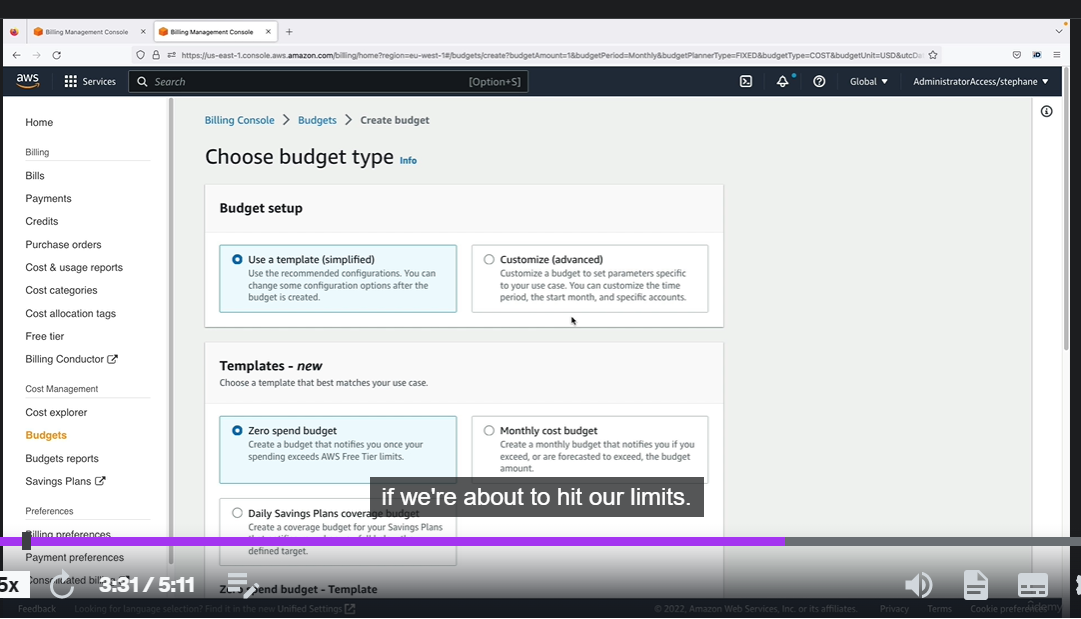 Billing Management Console
Billing Management Console
https://us-east-1.console.aws.amazon.com/billing/home?region=eu-west-1#/budgets/create?budgetAmount=1&budgetPeriod=Monthly&budgetPlannerType=FIXED&budgetType=COST&budgetUnit=USD&utcDa
aws
Services
Search
[Option+S]
Global
AdministratorAccess/stephane
Home
Billing
Bills
Payments
Credits
Purchase orders
Cost & usage reports
Cost categories
Cost allocation tags
Free tier
Billing Conductor
Cost Management
Cost explorer
Budgets
Budgets reports
Savings Plans
Preferences
Billing preferences
Payment preferences
Billing Console > Budgets > Create budget
Choose budget type Info
Budget setup
Use a template (simplified)
Use the recommended configurations. You can
change some configuration options after the
budget is created.
Customize (advanced)
Customize a budget to set parameters specific
to your use case. You can customize the time
period, the start month, and specific accounts.
Templates - new
Choose a template that best matches your use case.
Zero spend budget
Create a budget that notifies you once your
spending exceeds AWS Free Tier limits.
Monthly cost budget
Create a monthly budget that notifies you if you
exceed, or are forecasted to exceed, the budget
amount.
if we're about to hit our limits.
Daily Savings Plans coverage budget
Create a coverage budget for your Savings Plans
defined target.
spend budget - Template
5x
3:31 / 5:11
Feedback
Looking for language selection? Find it in the new Unified Settings
© 2022, Amazon Web Services, Inc. or its affiliates.
Privacy
Terms
Cookie preferences
Udemy